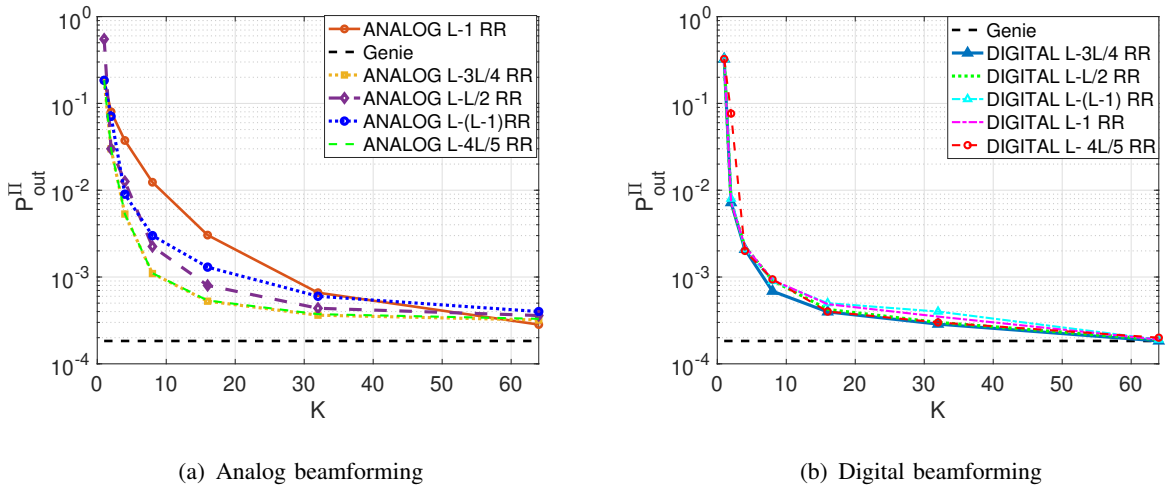 10^0
10^-1
10^-2
10^-3
10^-4
P^II_out
0 10 20 30 40 50 60
K
ANALOG L-1 RR
Genie
ANALOG L-3L/4 RR
ANALOG L-L/2 RR
ANALOG L-(L-1)RR
ANALOG L-4L/5 RR
(a) Analog beamforming
10^0
10^-1
10^-2
10^-3
10^-4
P^II_out
0 10 20 30 40 50 60
K
Genie
DIGITAL L-3L/4 RR
DIGITAL L-L/2 RR
DIGITAL L-(L-1) RR
DIGITAL L-1 RR
DIGITAL L- 4L/5 RR
(b) Digital beamforming